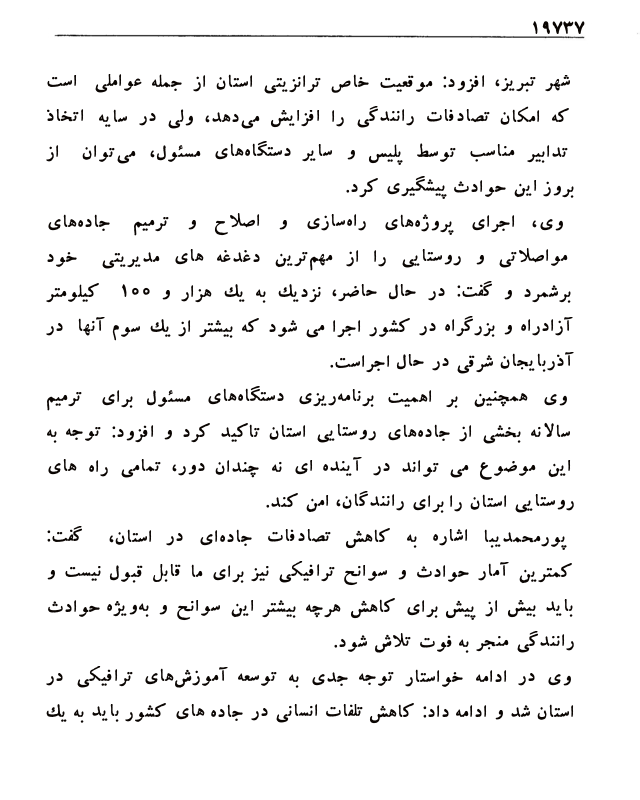 ۱۹۷۳۷
شهر تبریز، افزود: موقعیت خاص ترانزیتی استان از جمله عواملی است
که امکان تصادفات رانندگی را افزایش می‌دهد، ولی در سایه اتخاذ
تدابیر مناسب توسط پلیس و سایر دستگاه‌های مسئول، می‌توان از
بروز این حوادث پیشگیری کرد.
وی، اجرای پروژه‌های راه‌سازی و اصلاح و ترمیم جاده‌های
مواصلاتی و روستایی را از مهم‌ترین دغدغه های مدیریتی خود
برشمرد و گفت: در حال حاضر، نزدیك به یك هزار و ۱۰۰ کیلومتر
آزادراه و بزرگراه در کشور اجرا می شود که بیشتر از یك سوم آنها در
آذربایجان شرقی در حال اجراست.
وی همچنین بر اهمیت برنامه‌ریزی دستگاه‌های مسئول برای ترمیم
سالانه بخشی از جاده‌های روستایی استان تاکید کرد و افزود: توجه به
این موضوع می تواند در آینده ای نه چندان دور، تمامی راه های
روستایی استان را برای رانندگان، امن کند.
پورمحمدیبا اشاره به کاهش تصادفات جاده‌ای در استان، گفت:
کمترین آمار حوادث و سوانح ترافیکی نیز برای ما قابل قبول نیست و
باید بیش از پیش برای کاهش هرچه بیشتر این سوانح و به‌ویژه حوادث
رانندگی منجر به فوت تلاش شود.
وی در ادامه خواستار توجه جدی به توسعه آموزش‌های ترافیکی در
استان شد و ادامه داد: کاهش تلفات انسانی در جاده های کشور باید به یك